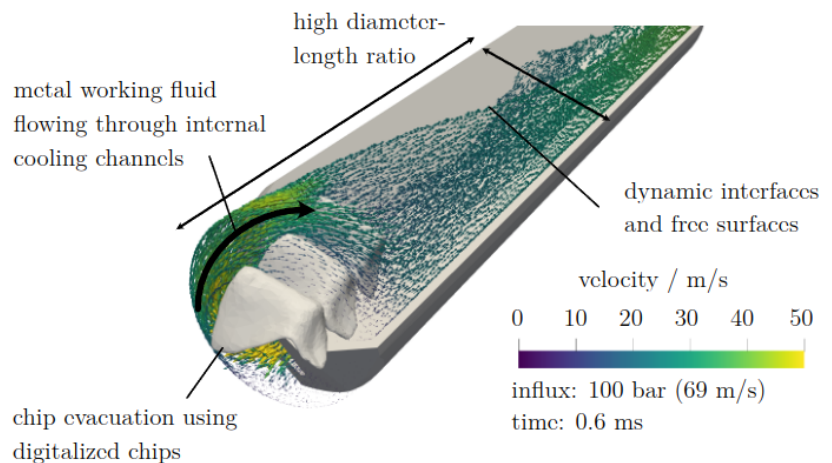 high diameter-
length ratio
metal working fluid
flowing through internal
cooling channels
dynamic interfaces
and free surfaces
velocity / m/s
0 10 20 30 40 50
influx: 100 bar (69 m/s)
time: 0.6 ms
chip evacuation using
digitalized chips